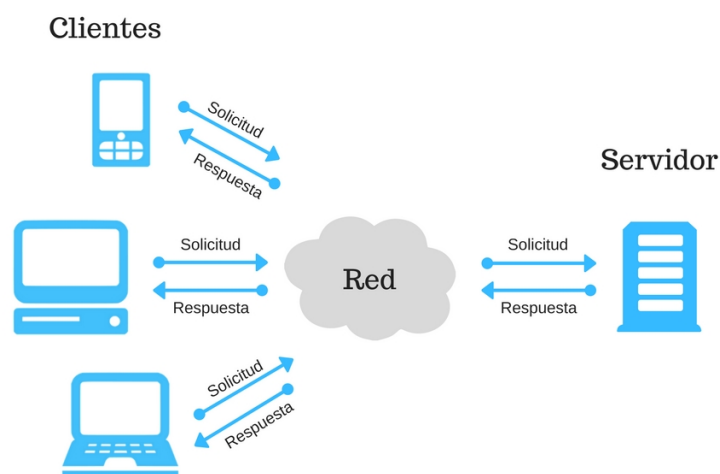 Clientes
Solicitud
Respuesta
Servidor
Solicitud
Respuesta
Red
Solicitud
Respuesta
Solicitud
Respuesta